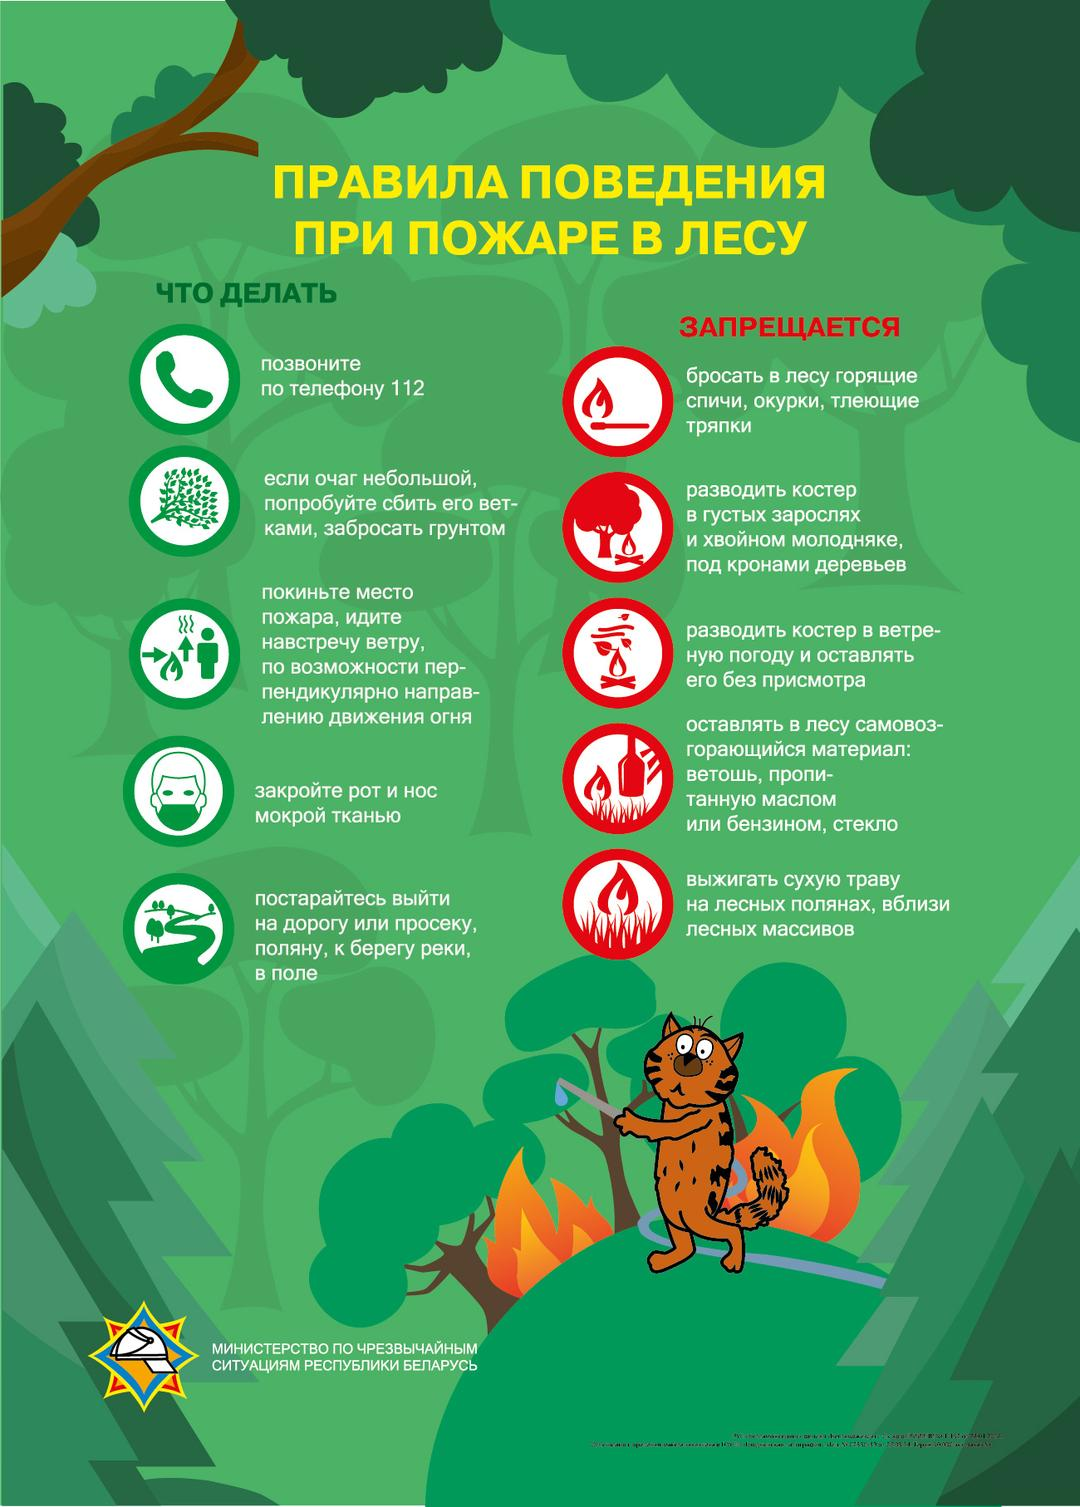 ПРАВИЛА ПОВЕДЕНИЯ
ПРИ ПОЖАРЕ В ЛЕСУ
ЧТО ДЕЛАТЬ
позвоните
по телефону 112
если очаг небольшой,
попробуйте сбить его вет-
ками, забросать грунтом
покиньте место
пожара, идите
навстречу ветру,
по возможности пер-
пендикулярно направ-
лению движения огня
закройте рот и нос
мокрой тканью
постарайтесь выйти
на дорогу или просеку,
поляну, к берегу реки,
в поле
ЗАПРЕЩАЕТСЯ
бросать в лесу горящие
спичи, окурки, тлеющие
тряпки
разводить костер
в густых зарослях
и хвойном молодняке,
под кронами деревьев
разводить костер в ветре-
ную погоду и оставлять
его без присмотра
оставлять в лесу самовоз-
горающийся материал:
ветошь, пропи-
танную маслом
или бензином, стекло
выжигать сухую траву
на лесных полянах, вблизи
лесных массивов
МИНИСТЕРСТВО ПО ЧРЕЗВЫЧАЙНЫМ
СИТУАЦИЯМ РЕСПУБЛИКИ БЕЛАРУСЬ